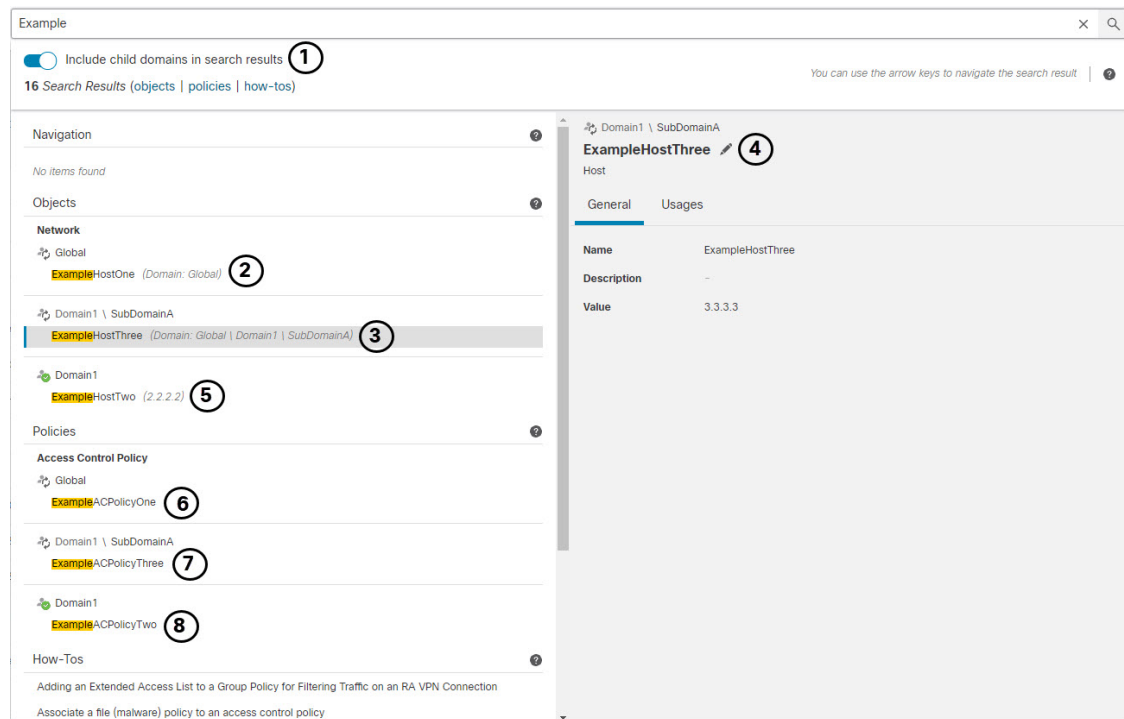 Example
Include child domains in search results 1
16 Search Results (objects | policies | how-tos)
You can use the arrow keys to navigate the search result
Navigation
No items found
Objects
Network
Global
ExampleHostOne (Domain: Global) 2
Domain1 \ SubDomainA
ExampleHostThree (Domain: Global \ Domain1 \ SubDomainA) 3
Domain1
ExampleHostTwo (2.2.2.2) 5
Policies
Access Control Policy
Global
ExampleACPolicyOne 6
Domain1 \ SubDomainA
ExampleACPolicyThree 7
Domain1
ExampleACPolicyTwo 8
How-Tos
Adding an Extended Access List to a Group Policy for Filtering Traffic on an RA VPN Connection
Associate a file (malware) policy to an access control policy
Domain1 \ SubDomainA
ExampleHostThree 4
Host
General Usages
Name ExampleHostThree
Description –
Value 3.3.3.3